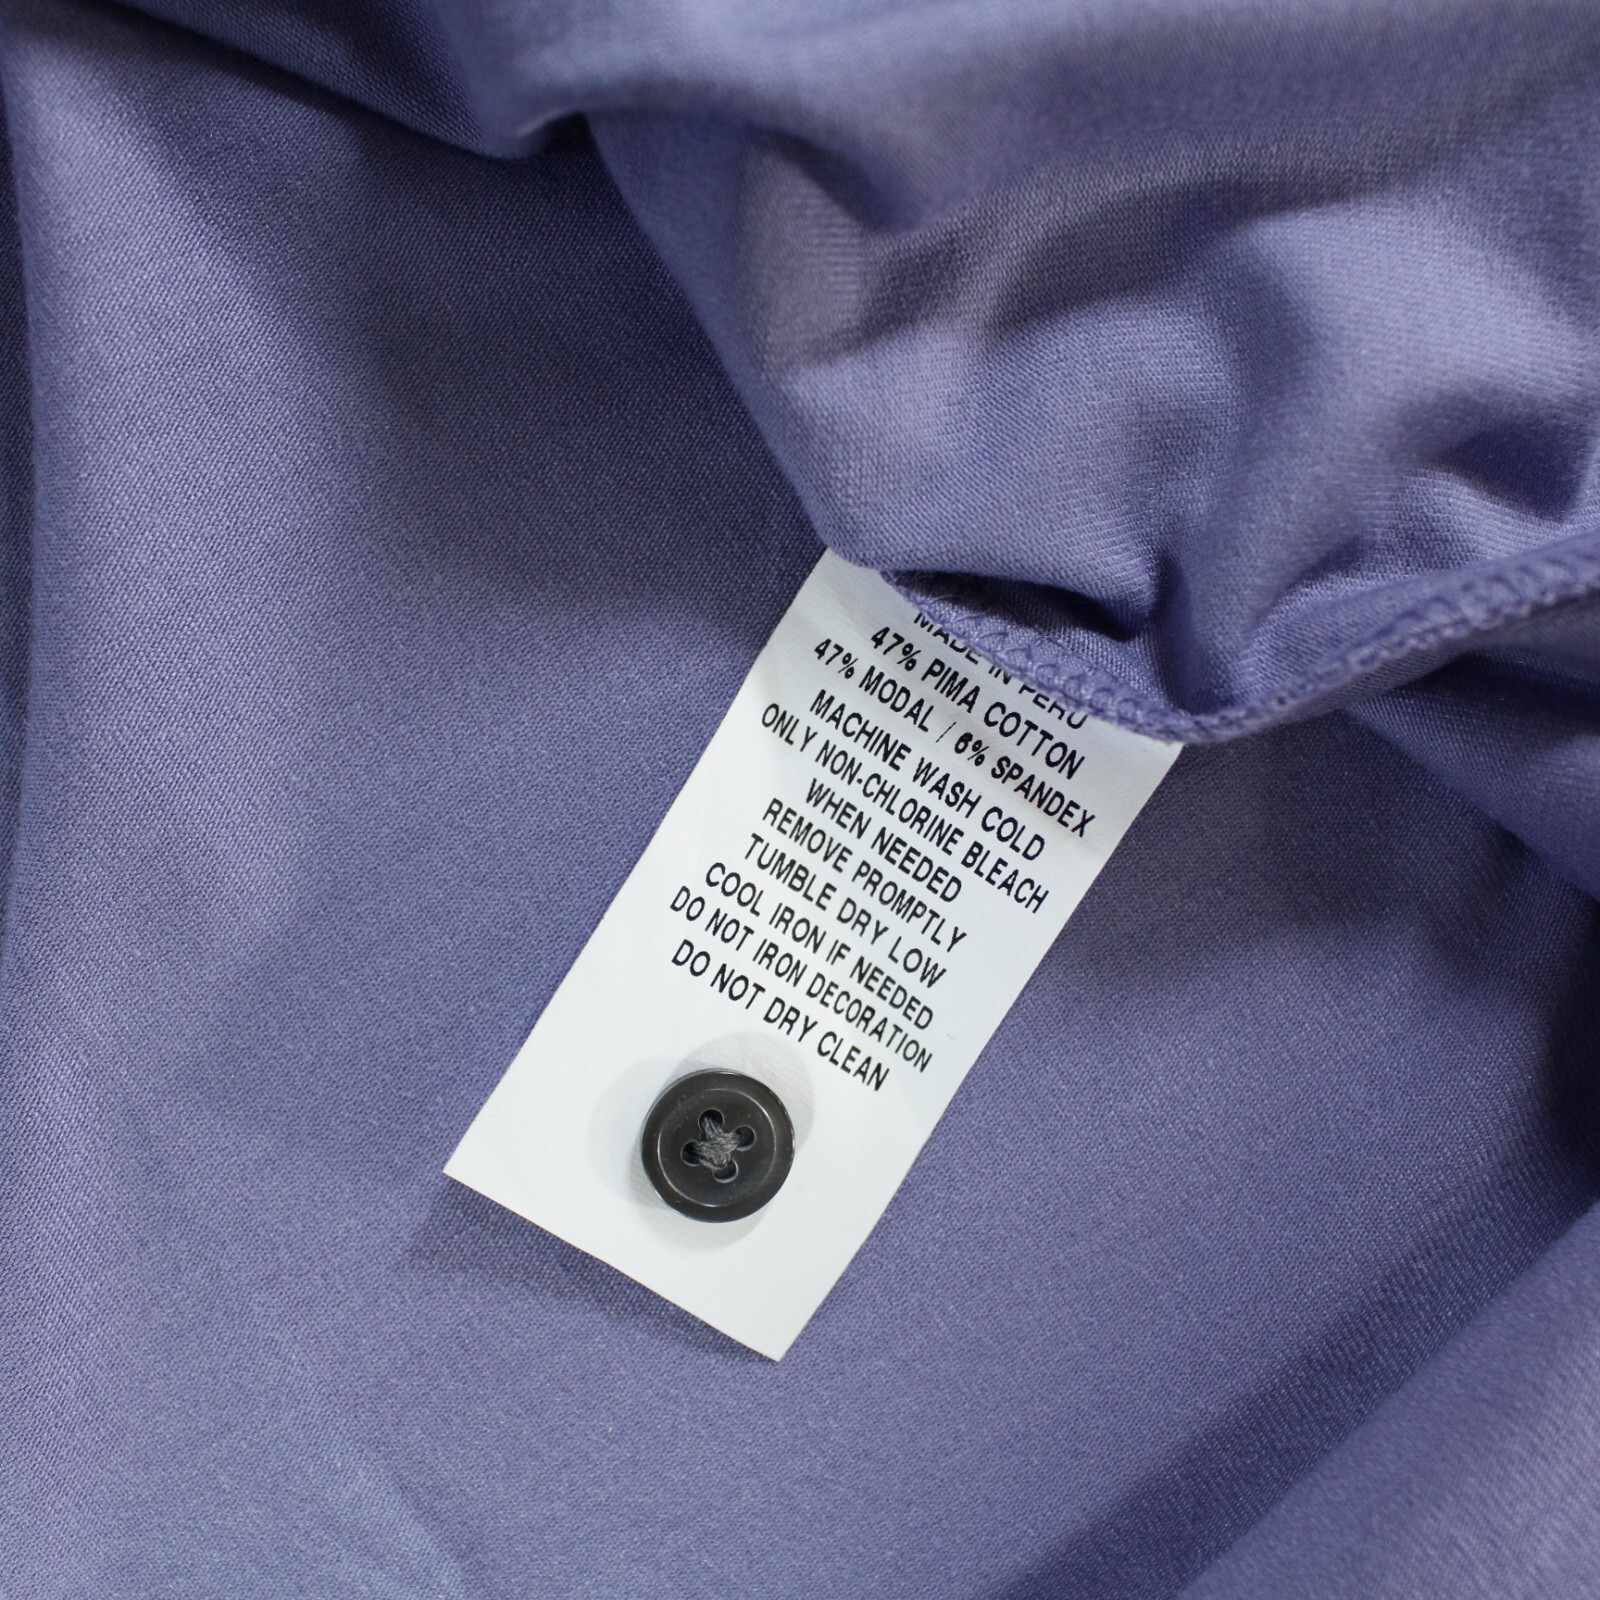 MADE IN PERU
47% PIMA COTTON
47% MODAL / 6% SPANDEX
MACHINE WASH COLD
ONLY NON-CHLORINE BLEACH
WHEN NEEDED
REMOVE PROMPTLY
TUMBLE DRY LOW
COOL IRON IF NEEDED
DO NOT IRON DECORATION
DO NOT DRY CLEAN